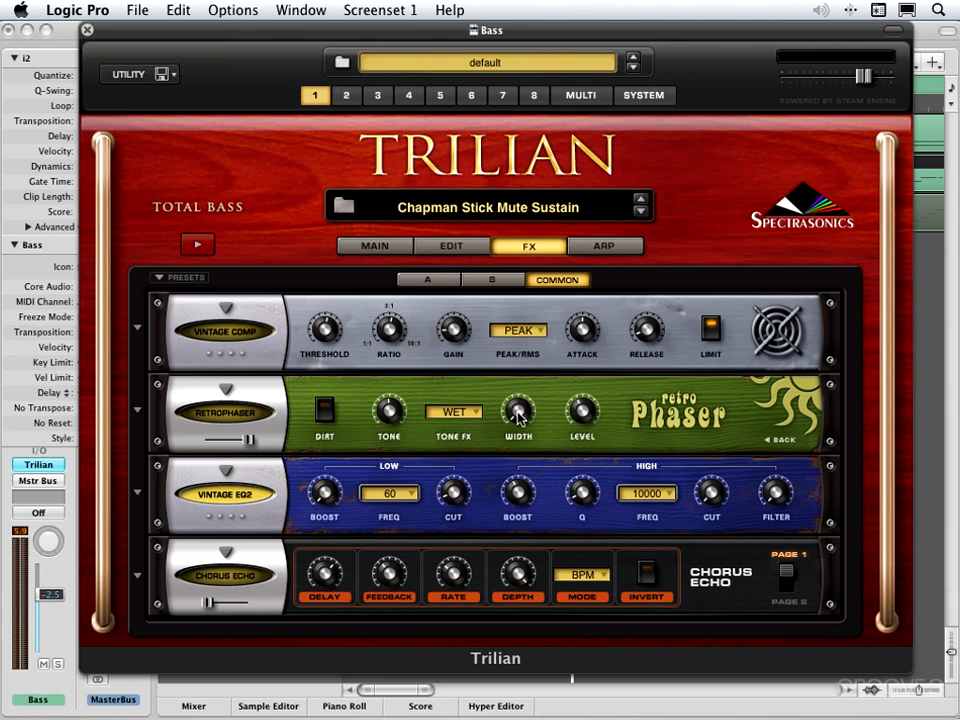 Logic Pro File Edit Options Window Screenset 1 Help
Bass
i2
Quantize:
Q-Swing:
Loop:
Transposition:
Delay:
Velocity:
Dynamics:
Gate Time:
Clip Length:
Score:
Advanced
Bass
Icon:
Core Audio:
MIDI Channel:
Freeze Mode:
Transposition:
Velocity:
Key Limit:
Vel Limit:
Delay
No Transpose:
No Reset:
Style:
I/O
Trilian
Mstr Bus
Off
5.9
-2.5
M S
Bass MasterBus
UTILITY
default
1 2 3 4 5 6 7 8 MULTI SYSTEM
POWERED BY STEAM ENGINE
TRILIAN
TOTAL BASS
Chapman Stick Mute Sustain
SPECTRASONICS
MAIN EDIT FX ARP
PRESETS
A B COMMON
VINTAGE COMP
3:1
1:1 10:1
PEAK
THRESHOLD RATIO GAIN PEAK/RMS ATTACK RELEASE LIMIT
RETROPHASER
WET
DIRT TONE TONE FX WIDTH LEVEL
retro
Phaser
BACK
VINTAGE EQ2
LOW HIGH
60 10000
BOOST FREQ CUT BOOST Q FREQ CUT FILTER
CHORUS ECHO
BPM
DELAY FEEDBACK RATE DEPTH MODE INVERT
CHORUS
ECHO
PAGE 1
PAGE 2
Trilian
Mixer Sample Editor Piano Roll Score Hyper Editor